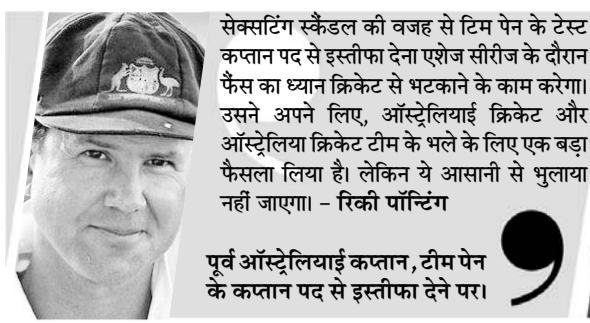 सेक्सटिंग स्कैंडल की वजह से टिम पेन के टेस्ट
कप्तान पद से इस्तीफा देना एशेज सीरीज के दौरान
फैंस का ध्यान क्रिकेट से भटकाने के काम करेगा।
उसने अपने लिए, ऑस्ट्रेलियाई क्रिकेट और
ऑस्ट्रेलिया क्रिकेट टीम के भले के लिए एक बड़ा
फैसला लिया है। लेकिन ये आसानी से भुलाया
नहीं जाएगा। – रिकी पॉन्टिंग
पूर्व ऑस्ट्रेलियाई कप्तान,टीम पेन
के कप्तान पद से इस्तीफा देने पर।